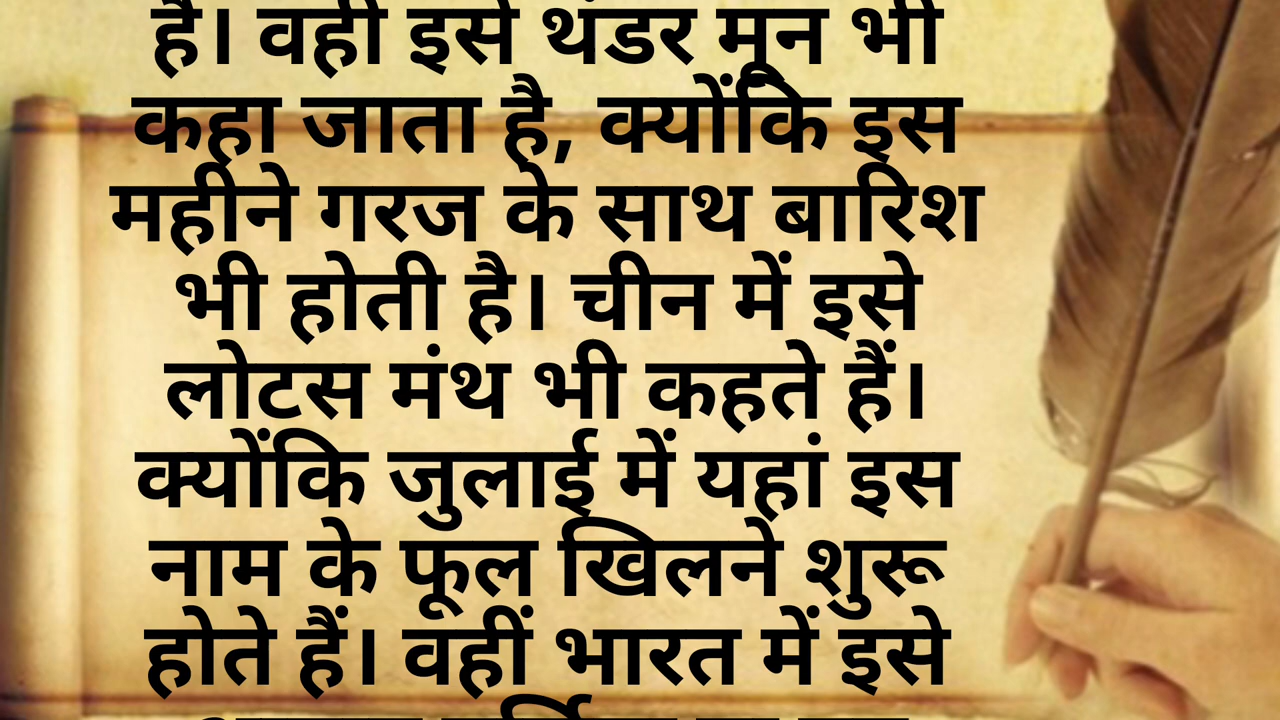 है। वहीं इसे थंडर मून भी
कहा जाता है, क्योंकि इस
महीने गरज के साथ बारिश
भी होती है। चीन में इसे
लोटस मंथ भी कहते हैं।
क्योंकि जुलाई में यहां इस
नाम के फूल खिलने शुरू
होते हैं। वहीं भारत में इसे